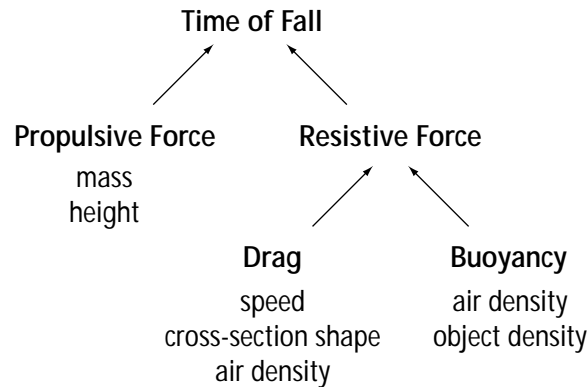 Time of Fall
Propulsive Force
mass
height
Resistive Force
Drag
speed
cross-section shape
air density
Buoyancy
air density
object density